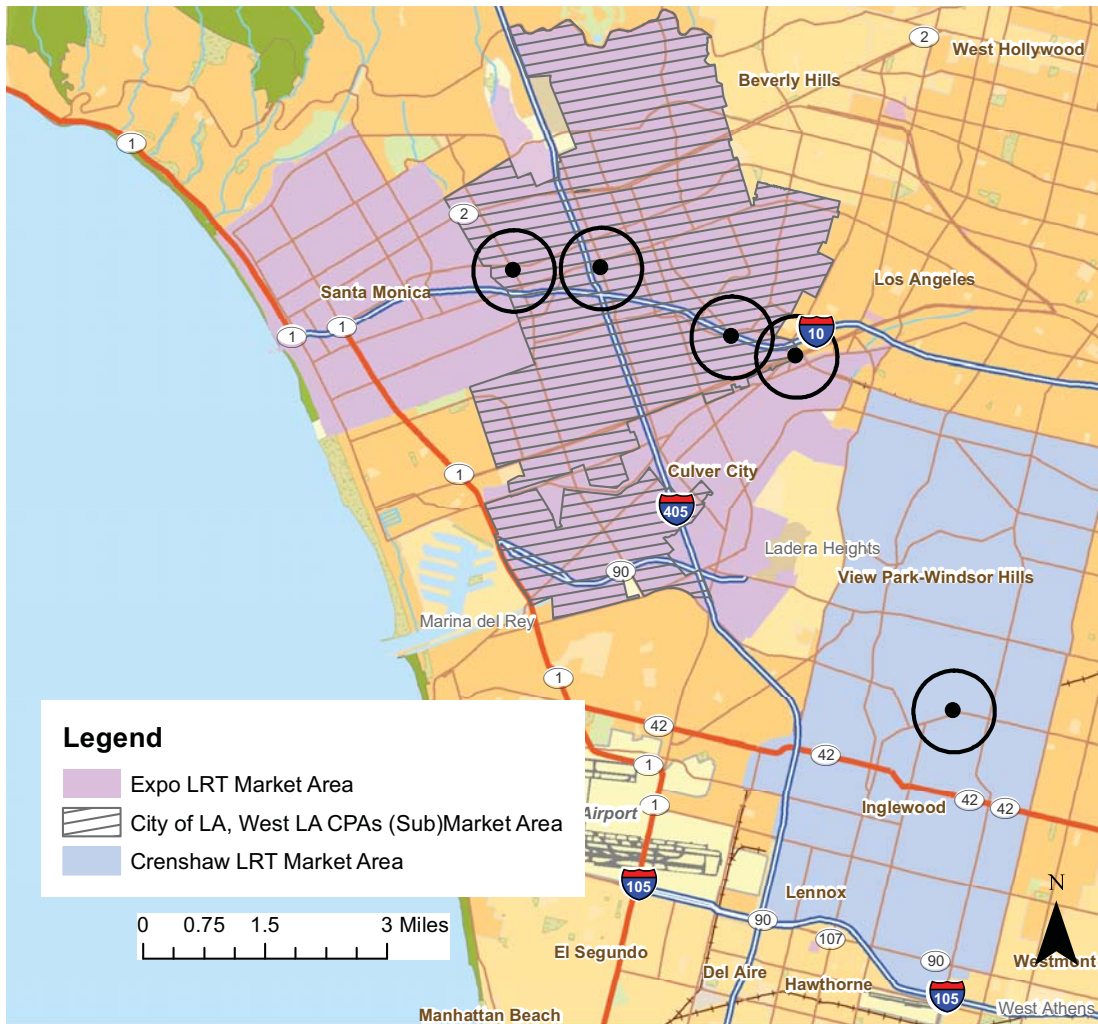 2
West Hollywood
Beverly Hills
1
2
Los Angeles
Santa Monica
10
1
1
Culver City
1
405
Ladera Heights
90
View Park-Windsor Hills
Marina del Rey
1
42
42
1
Airport
1
Inglewood
42
42
Legend
Expo LRT Market Area
City of LA, West LA CPAs (Sub)Market Area
Crenshaw LRT Market Area
105
Lennox
N
0 0.75 1.5 3 Miles
90
107
El Segundo
90
Westmont
Del Aire
Hawthorne
105
West Athens
Manhattan Beach